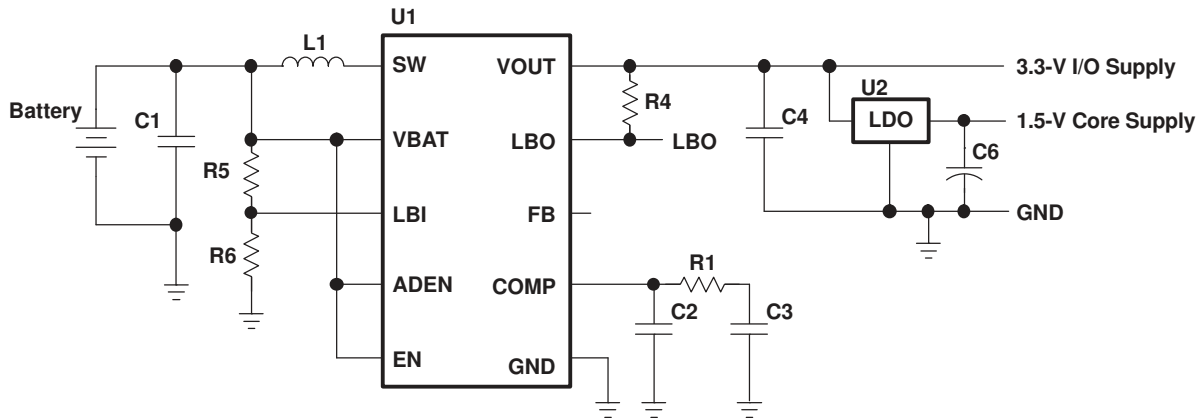 U1
L1
SW
VOUT
3.3-V I/O Supply
U2
R4
Battery
C1
C4
LDO
1.5-V Core Supply
VBAT
LBO
LBO
C6
R5
LBI
FB
GND
R6
R1
ADEN
COMP
C2
C3
EN
GND